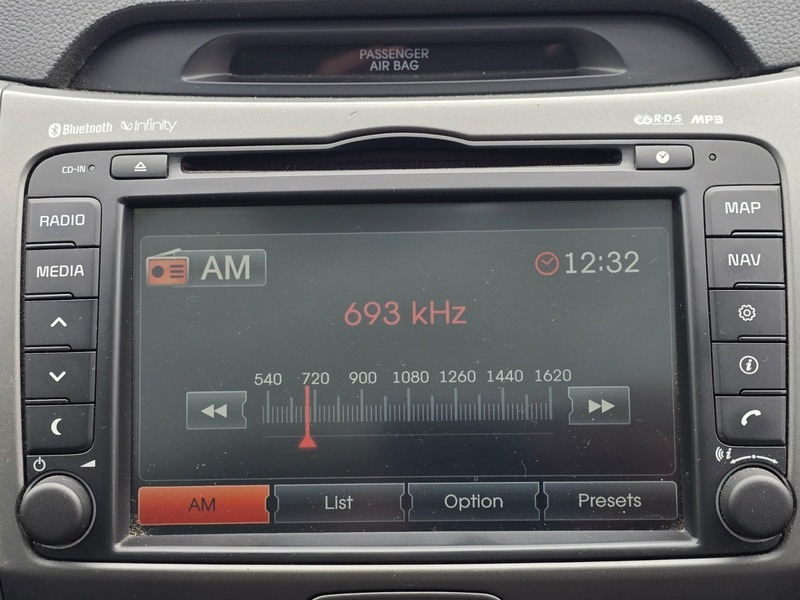 PASSENGER
AIR BAG
Bluetooth Infinity
R·D·S MP3
CD-IN
RADIO
MEDIA
MAP
NAV
AM
12:32
693 kHz
540 720 900 1080 1260 1440 1620
AM List Option Presets